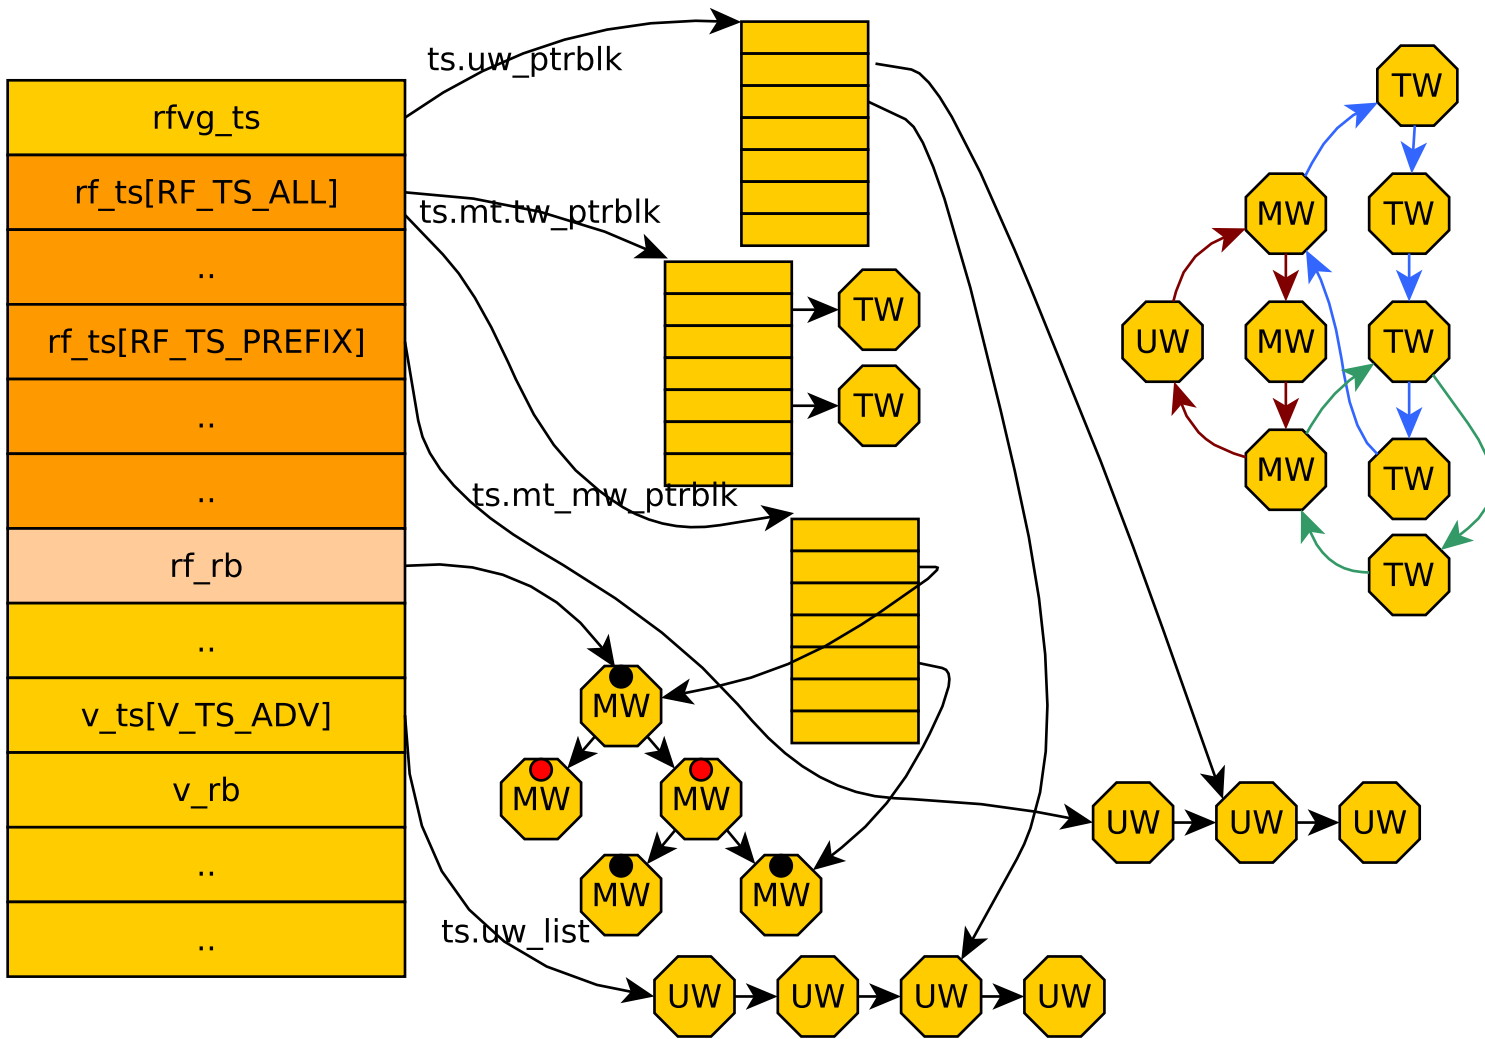 rfvg_ts
rf_ts[RF_TS_ALL]
..
rf_ts[RF_TS_PREFIX]
..
..
rf_rb
..
v_ts[V_TS_ADV]
v_rb
..
..
ts.uw_ptrblk
ts.mt.tw_ptrblk
ts.mt_mw_ptrblk
ts.uw_list
TW
TW
MW
MW
MW
MW
MW
UW
UW
UW
UW
UW
UW
UW
TW
MW
TW
UW
MW
TW
MW
TW
TW